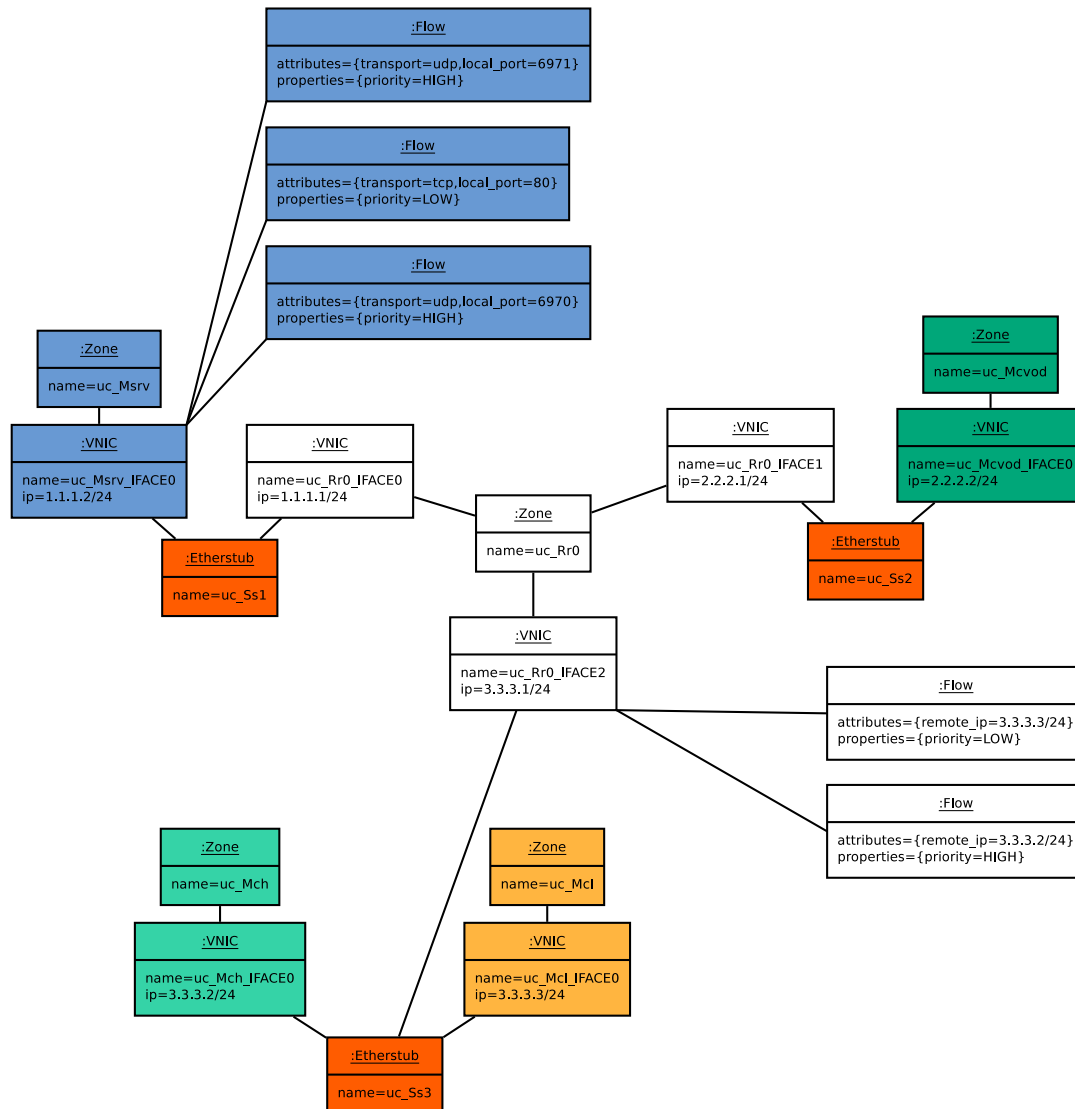 :Flow
attributes={transport=udp,local_port=6971}
properties={priority=HIGH}
:Flow
attributes={transport=tcp,local_port=80}
properties={priority=LOW}
:Flow
attributes={transport=udp,local_port=6970}
properties={priority=HIGH}
:Zone
name=uc_Msrv
:Zone
name=uc_Mcvod
:VNIC
name=uc_Msrv_IFACE0
ip=1.1.1.2/24
:VNIC
name=uc_Rr0_IFACE0
ip=1.1.1.1/24
:VNIC
name=uc_Rr0_IFACE1
ip=2.2.2.1/24
:VNIC
name=uc_Mcvod_IFACE0
ip=2.2.2.2/24
:Zone
name=uc_Rr0
:Etherstub
name=uc_Ss1
:Etherstub
name=uc_Ss2
:VNIC
name=uc_Rr0_IFACE2
ip=3.3.3.1/24
:Flow
attributes={remote_ip=3.3.3.3/24}
properties={priority=LOW}
:Flow
attributes={remote_ip=3.3.3.2/24}
properties={priority=HIGH}
:Zone
name=uc_Mch
:Zone
name=uc_Mcl
:VNIC
name=uc_Mch_IFACE0
ip=3.3.3.2/24
:VNIC
name=uc_Mcl_IFACE0
ip=3.3.3.3/24
:Etherstub
name=uc_Ss3